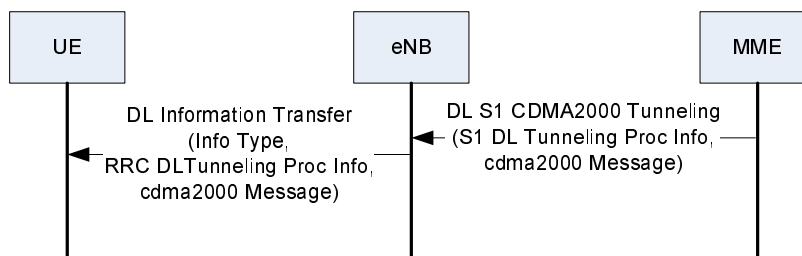 UE
eNB
MME
DL Information Transfer
(Info Type,
RRC DLTunneling Proc Info,
cdma2000 Message)
DL S1 CDMA2000 Tunneling
(S1 DL Tunneling Proc Info,
cdma2000 Message)